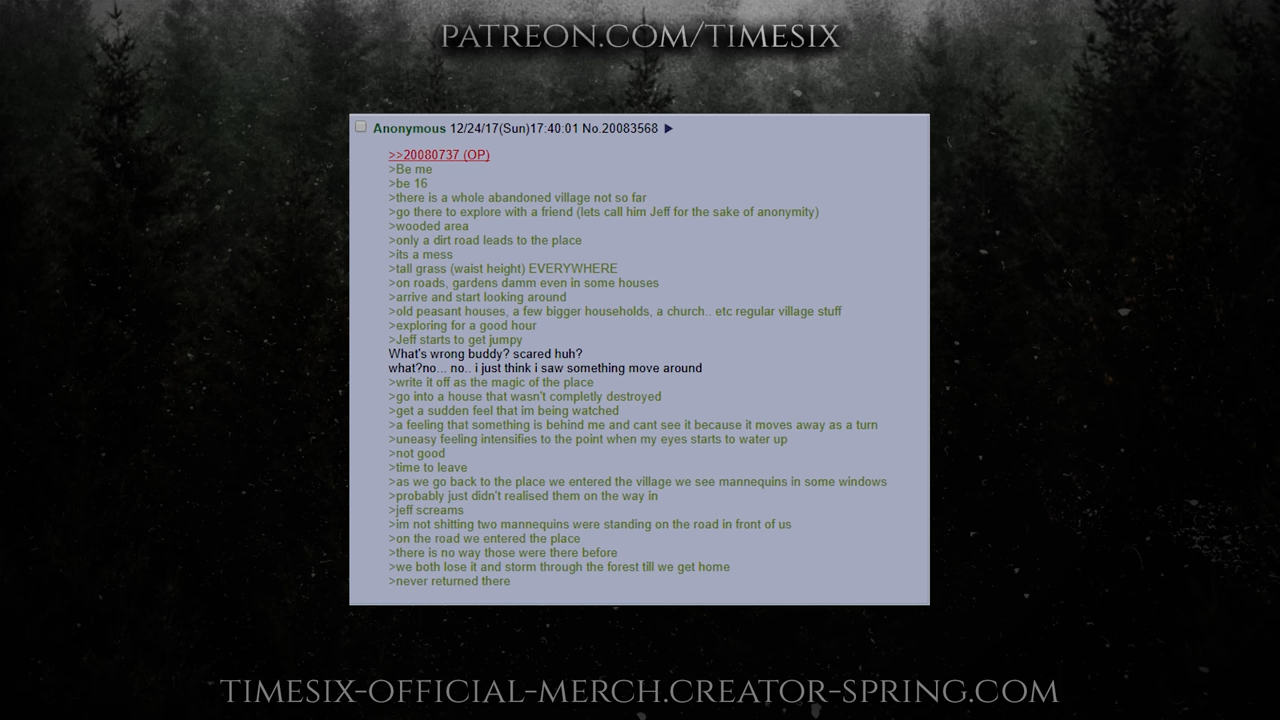 PATREON.COM/TIMESIX
Anonymous 12/24/17(Sun)17:40:01 No.20083568 ▶
>>20080737 (OP)
>Be me
>be 16
>there is a whole abandoned village not so far
>go there to explore with a friend (lets call him Jeff for the sake of anonymity)
>wooded area
>only a dirt road leads to the place
>its a mess
>tall grass (waist height) EVERYWHERE
>on roads, gardens damm even in some houses
>arrive and start looking around
>old peasant houses, a few bigger households, a church.. etc regular village stuff
>exploring for a good hour
>Jeff starts to get jumpy
What's wrong buddy? scared huh?
what?no... no.. i just think i saw something move around
>write it off as the magic of the place
>go into a house that wasn't completly destroyed
>get a sudden feel that im being watched
>a feeling that something is behind me and cant see it because it moves away as a turn
>uneasy feeling intensifies to the point when my eyes starts to water up
>not good
>time to leave
>as we go back to the place we entered the village we see mannequins in some windows
>probably just didn't realised them on the way in
>jeff screams
>im not shitting two mannequins were standing on the road in front of us
>on the road we entered the place
>there is no way those were there before
>we both lose it and storm through the forest till we get home
>never returned there
TIMESIX-OFFICIAL-MERCH.CREATOR-SPRING.COM